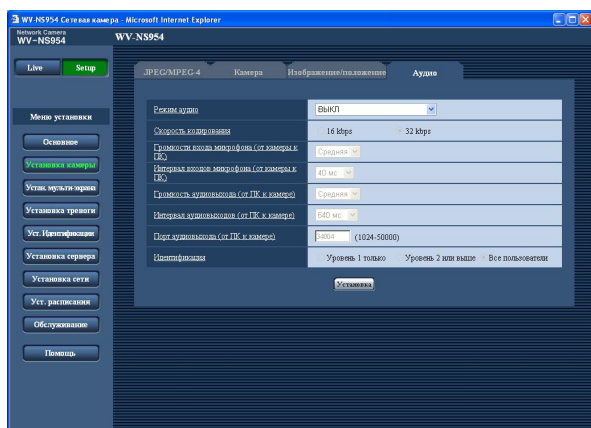 WV-NS954 Сетевая камера - Microsoft Internet Explorer
Network Camera
WV-NS954
WV-NS954
Live
Setup
JPEG/MPEG-4
Камера
Изображение/положение
Аудио
Меню установки
Основное
Установка камеры
Устан. мульти-экрана
Установка тревоги
Уст. Идентификации
Установка сервера
Установка сети
Уст. расписания
Обслуживание
Помощь
Режим аудио
ВЫКЛ
Скорость кодирования
16 kbps
32 kbps
Громкости входа микрофона (от камеры к
ПК)
Средняя
Интервал входов микрофона (от камеры к
ПК)
40 мс
Громкость аудиовыхода (от ПК к камере)
Средняя
Интервал аудиовыходов (от ПК к камере)
640 мс
Порт аудиовыхода (от ПК к камере)
34004
(1024-50000)
Идентификация
Уровень 1 только
Уровень 2 или выше
Все пользователи
Установка